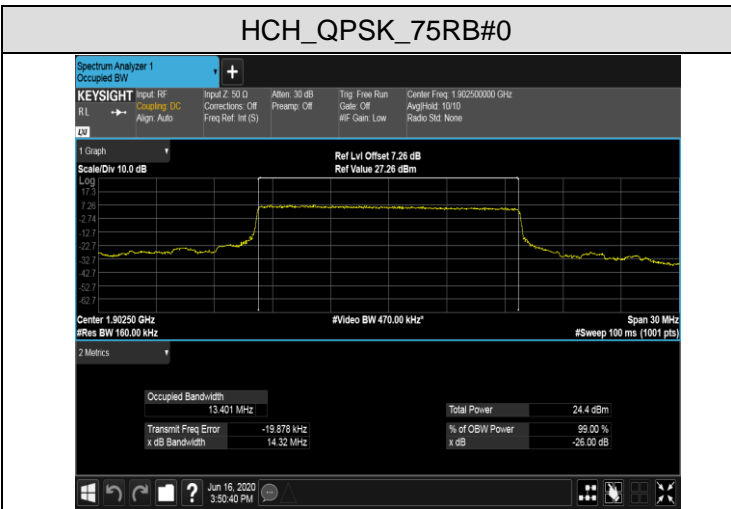 HCH_QPSK_75RB#0
Spectrum Analyzer 1
Occupied BW
+
KEYSIGHT Input: RF Input Z: 50 Ω Atten: 30 dB Trig: Free Run Center Freq: 1.902500000 GHz
RL Coupling: DC Corrections: Off Preamp: Off Gate: Off Avg|Hold: 10/10
Align: Auto Freq Ref: Int (S) #IF Gain: Low Radio Std: None
LXI
1 Graph Ref Lvl Offset 7.26 dB
Scale/Div 10.0 dB Ref Value 27.26 dBm
Log
17.3
7.26
-2.74
-12.7
-22.7
-32.7
-42.7
-52.7
-62.7
Center 1.90250 GHz #Video BW 470.00 kHz* Span 30 MHz
#Res BW 160.00 kHz #Sweep 100 ms (1001 pts)
2 Metrics
Occupied Bandwidth
13.401 MHz Total Power 24.4 dBm
Transmit Freq Error -19.878 kHz % of OBW Power 99.00 %
x dB Bandwidth 14.32 MHz x dB -26.00 dB
? Jun 16, 2020
3:50:40 PM